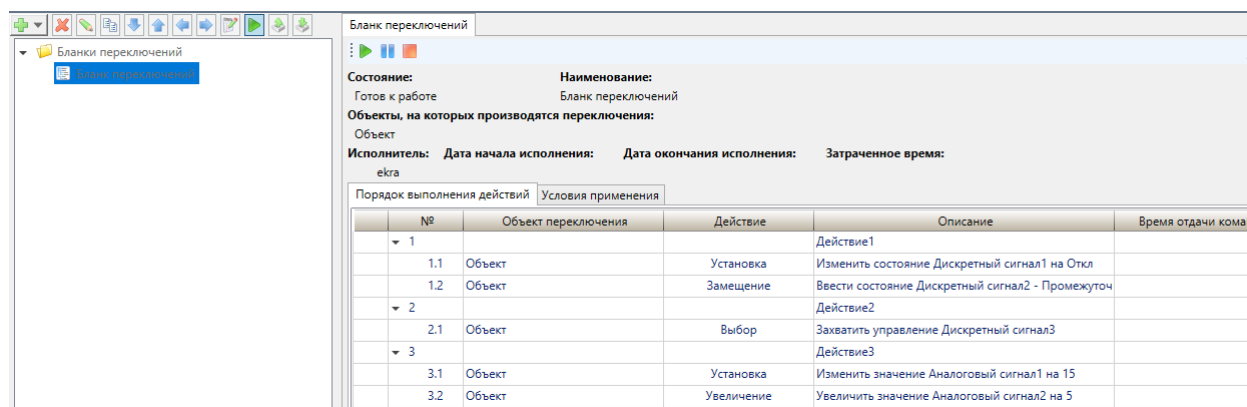 Бланк переключений
Бланки переключений
Бланк переключений
Состояние: Наименование:
Готов к работе Бланк переключений
Объекты, на которых производятся переключения:
Объект
Исполнитель: Дата начала исполнения: Дата окончания исполнения: Затраченное время:
ekra
Порядок выполнения действий Условия применения
№ Объект переключения Действие Описание Время отдачи кома
1 Действие1
1.1 Объект Установка Изменить состояние Дискретный сигнал1 на Откл
1.2 Объект Замещение Ввести состояние Дискретный сигнал2 - Промежуточ
2 Действие2
2.1 Объект Выбор Захватить управление Дискретный сигнал3
3 Действие3
3.1 Объект Установка Изменить значение Аналоговый сигнал1 на 15
3.2 Объект Увеличение Увеличить значение Аналоговый сигнал2 на 5